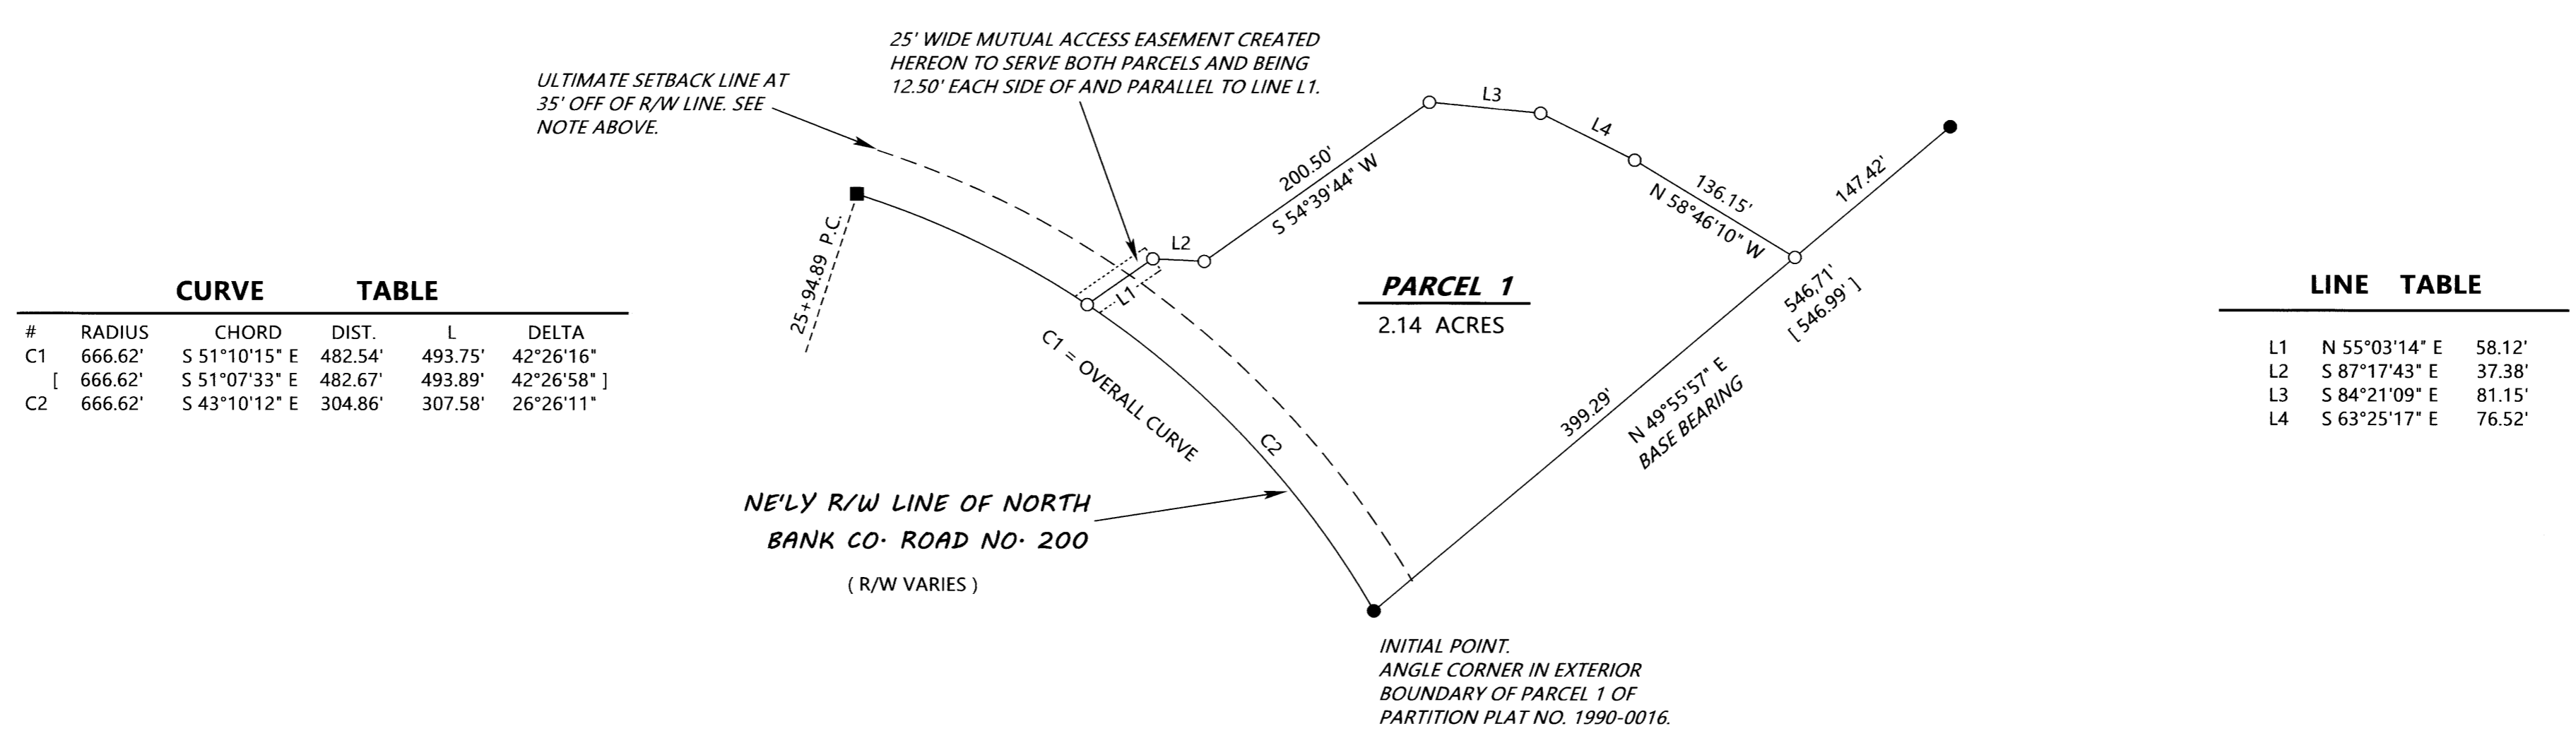 25' WIDE MUTUAL ACCESS EASEMENT CREATED
HEREON TO SERVE BOTH PARCELS AND BEING
12.50' EACH SIDE OF AND PARALLEL TO LINE L1.
ULTIMATE SETBACK LINE AT
35' OFF OF R/W LINE. SEE
NOTE ABOVE.
L3
L4
200.50'
S 54°39'44" W
136.15'
N 58°46'10" W
147.42'
25+94.89 P.C.
L2
L1
PARCEL 1
2.14 ACRES
546.71'
[ 546.99' ]
399.29'
N 49°55'57" E
BASE BEARING
C1 = OVERALL CURVE
C2
NE'LY R/W LINE OF NORTH
BANK CO. ROAD NO. 200
( R/W VARIES )
INITIAL POINT.
ANGLE CORNER IN EXTERIOR
BOUNDARY OF PARCEL 1 OF
PARTITION PLAT NO. 1990-0016.
CURVE TABLE
# RADIUS CHORD DIST. L DELTA
C1 666.62' S 51°10'15" E 482.54' 493.75' 42°26'16"
[ 666.62' S 51°07'33" E 482.67' 493.89' 42°26'58" ]
C2 666.62' S 43°10'12" E 304.86' 307.58' 26°26'11"
LINE TABLE
L1 N 55°03'14" E 58.12'
L2 S 87°17'43" E 37.38'
L3 S 84°21'09" E 81.15'
L4 S 63°25'17" E 76.52'